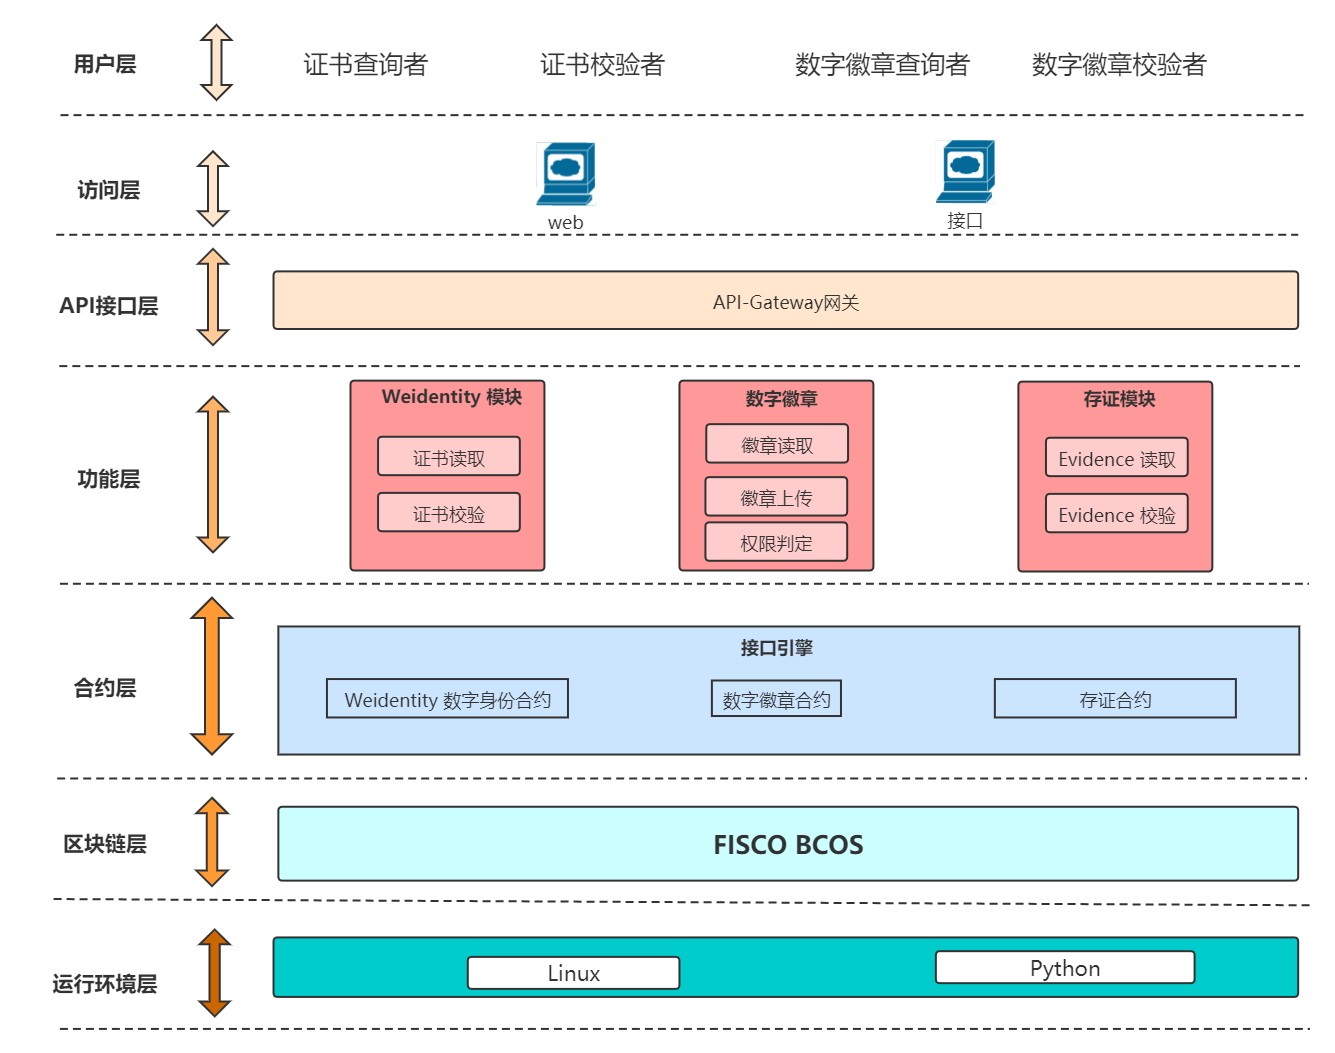 用户层
证书查询者
证书校验者
数字徽章查询者
数字徽章校验者
访问层
web
接口
API接口层
API-Gateway网关
功能层
Weidentity 模块
证书读取
证书校验
数字徽章
徽章读取
徽章上传
权限判定
存证模块
Evidence 读取
Evidence 校验
合约层
接口引擎
Weidentity 数字身份合约
数字徽章合约
存证合约
区块链层
FISCO BCOS
运行环境层
Linux
Python